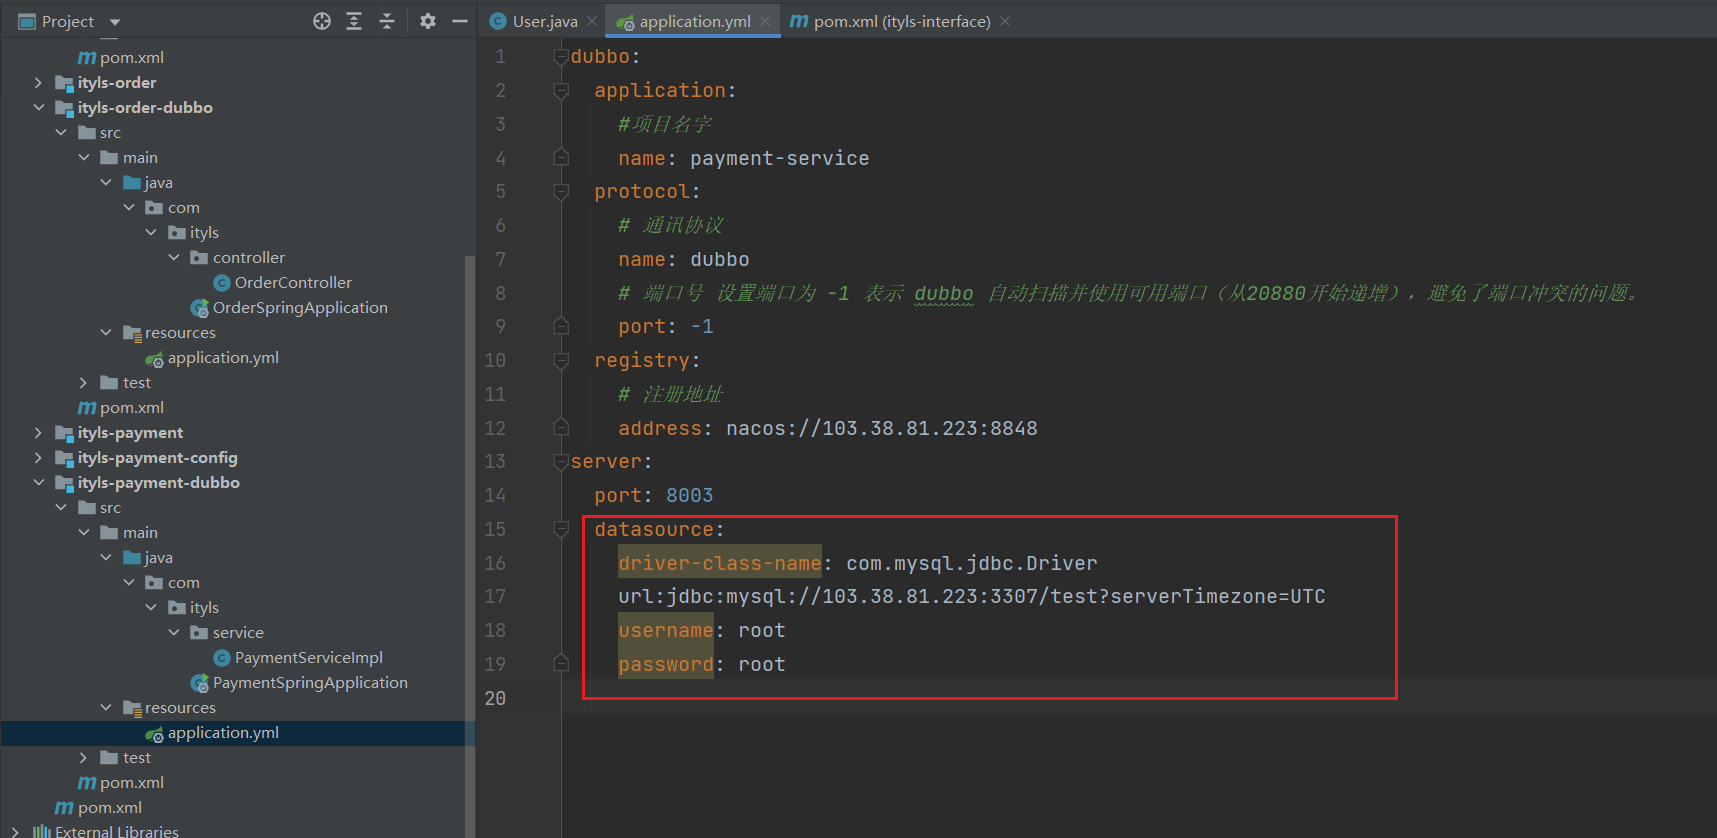 Project
pom.xml
ityls-order
ityls-order-dubbo
src
main
java
com
ityls
controller
OrderController
OrderSpringApplication
resources
application.yml
test
pom.xml
ityls-payment
ityls-payment-config
ityls-payment-dubbo
src
main
java
com
ityls
service
PaymentServiceImpl
PaymentSpringApplication
resources
application.yml
test
pom.xml
pom.xml
External Libraries
User.java application.yml pom.xml (ityls-interface)
1 dubbo:
2 application:
3 #项目名字
4 name: payment-service
5 protocol:
6 # 通讯协议
7 name: dubbo
8 # 端口号 设置端口为 -1 表示 dubbo 自动扫描并使用可用端口（从20880开始递增），避免了端口冲突的问题。
9 port: -1
10 registry:
11 # 注册地址
12 address: nacos://103.38.81.223:8848
13 server:
14 port: 8003
15 datasource:
16 driver-class-name: com.mysql.jdbc.Driver
17 url:jdbc:mysql://103.38.81.223:3307/test?serverTimezone=UTC
18 username: root
19 password: root
20